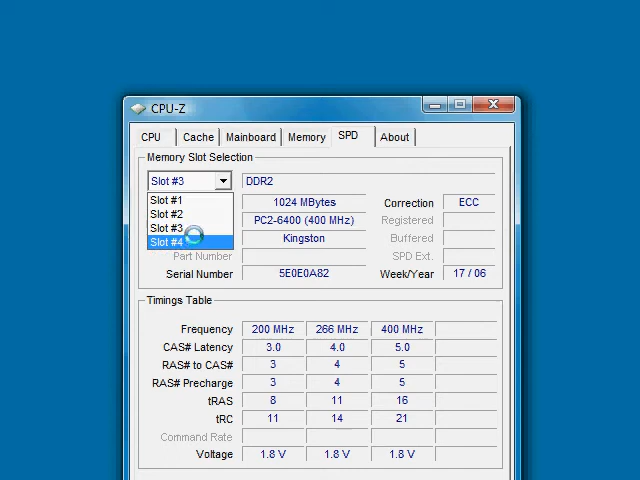 CPU-Z
CPU Cache Mainboard Memory SPD About
Memory Slot Selection
Slot #3 DDR2
Slot #1
Slot #2
Slot #3
Slot #4
1024 MBytes Correction ECC
PC2-6400 (400 MHz) Registered
Kingston Buffered
Part Number SPD Ext.
Serial Number 5E0E0A82 Week/Year 17 / 06
Timings Table
Frequency 200 MHz 266 MHz 400 MHz
CAS# Latency 3.0 4.0 5.0
RAS# to CAS# 3 4 5
RAS# Precharge 3 4 5
tRAS 8 11 16
tRC 11 14 21
Command Rate
Voltage 1.8 V 1.8 V 1.8 V